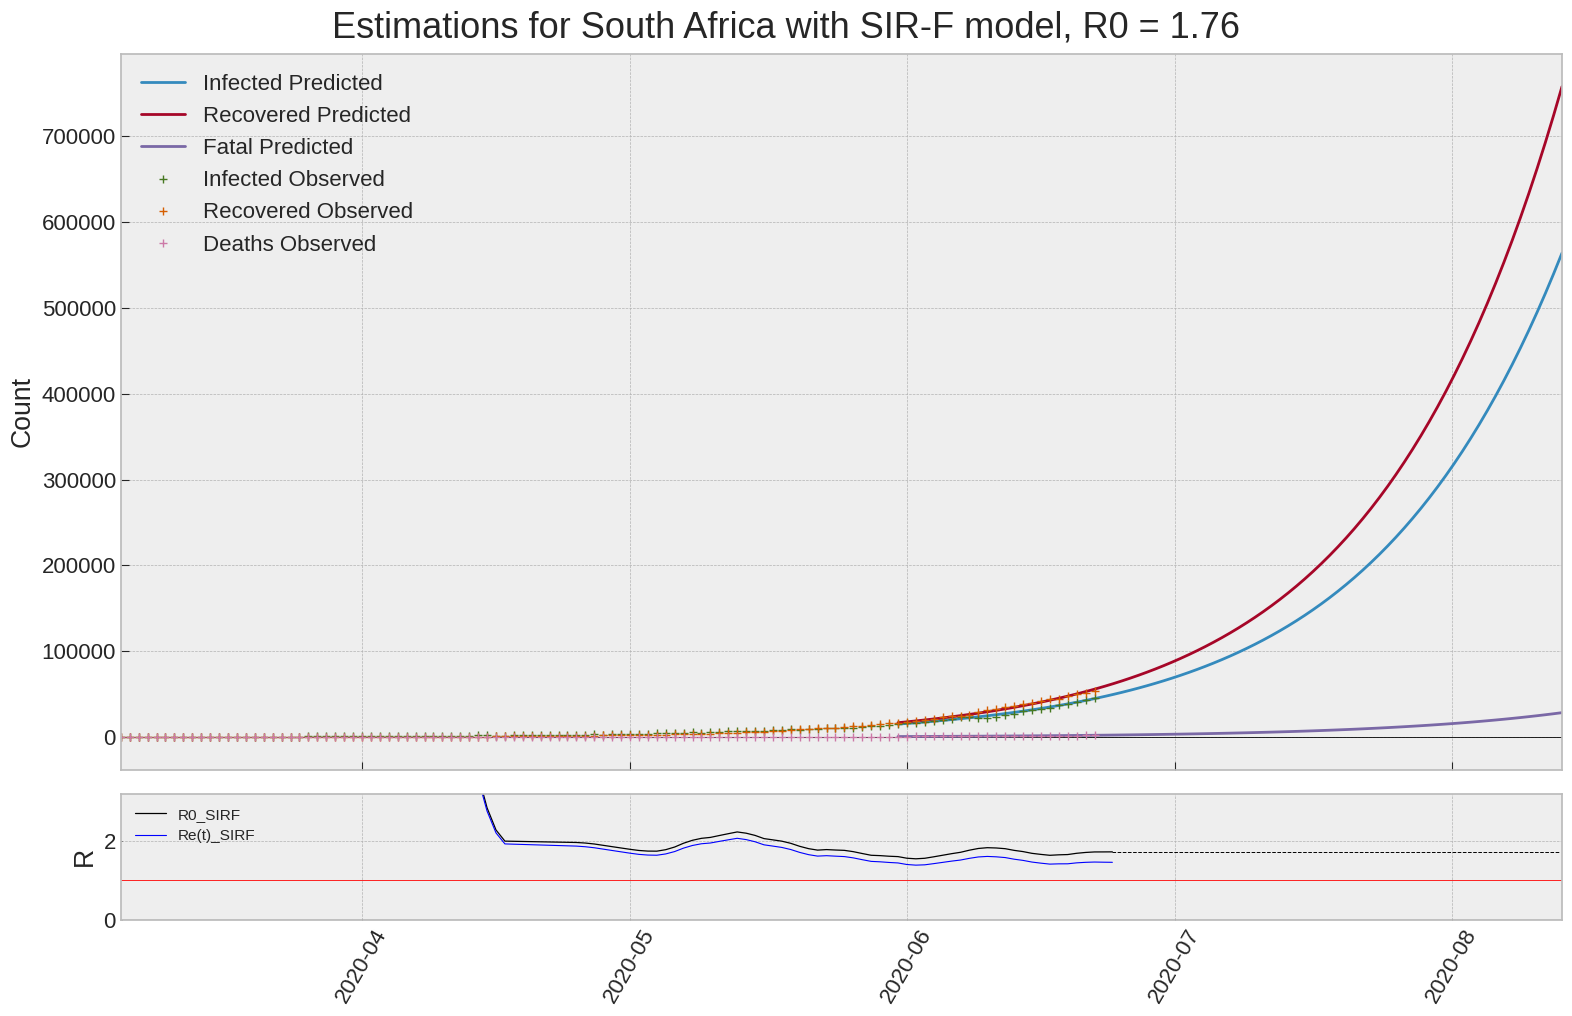 Estimations for South Africa with SIR-F model, R0 = 1.76
Infected Predicted
Recovered Predicted
Fatal Predicted
Infected Observed
Recovered Observed
Deaths Observed
700000
600000
500000
400000
300000
200000
100000
0
Count
R0_SIRF
Re(t)_SIRF
2
0
R
2020-04
2020-05
2020-06
2020-07
2020-08